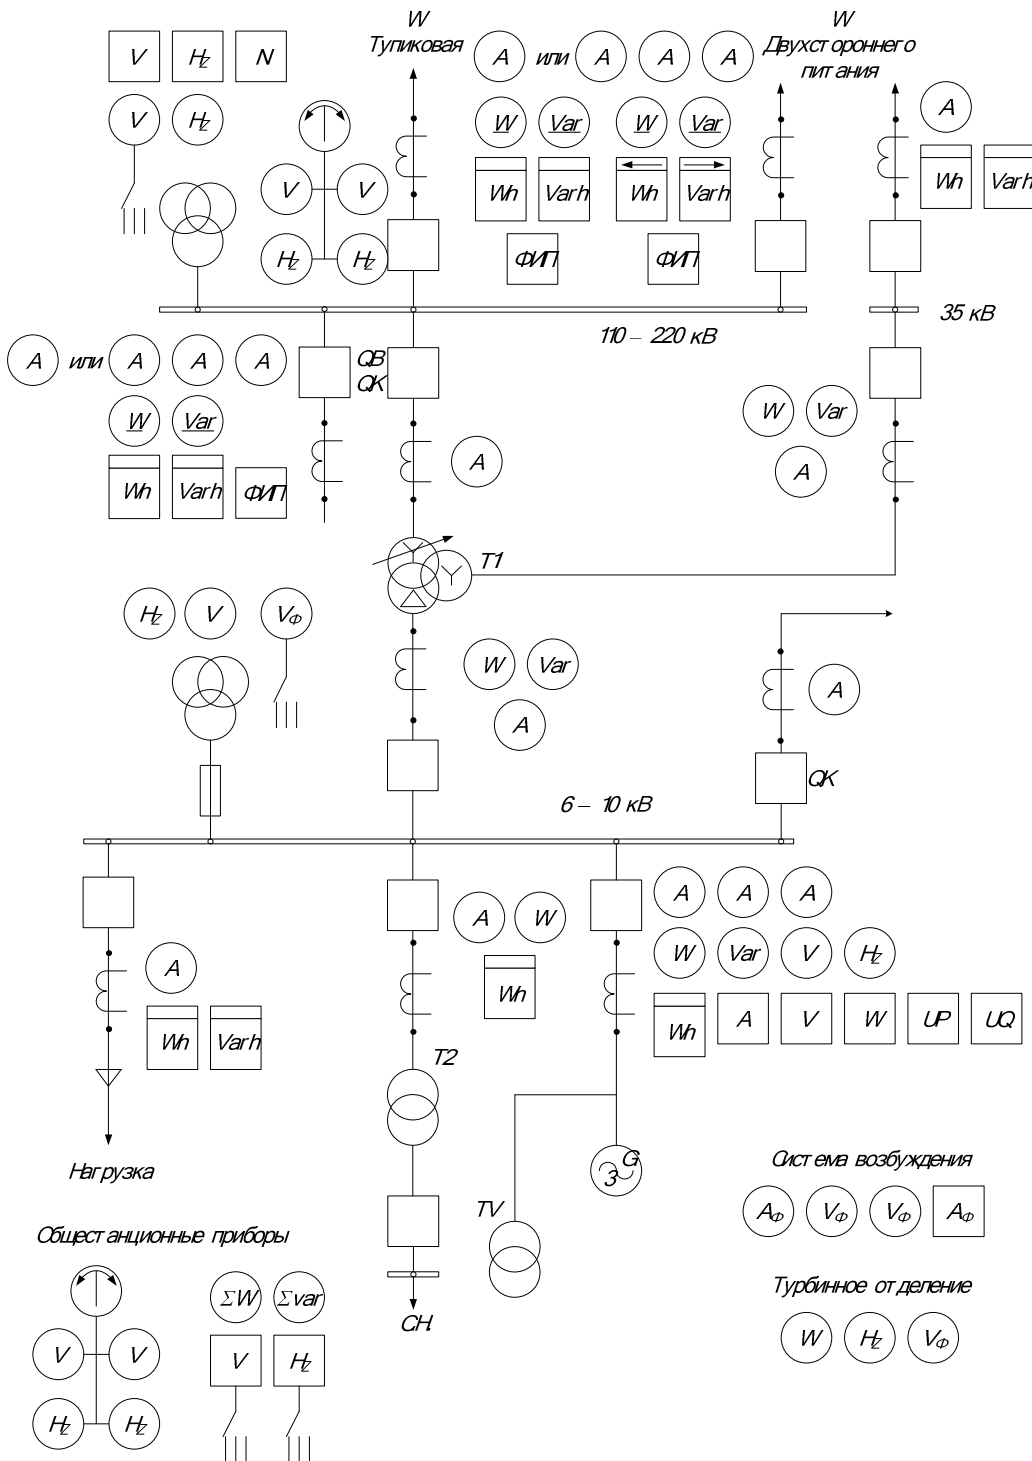 W
Тупиковая
W
Двухстороннего
питания
V
Hz
N
A
или
A
A
A
V
Hz
W
Var
W
Var
A
V
V
Wh
Varh
Wh
Varh
Wh
Varh
Hz
Hz
ФИП
ФИП
110 – 220 кВ
35 кВ
A
или
A
A
A
QB
QK
W
Var
W
Var
A
A
Wh
Varh
ФИП
T1
Hz
V
VФ
W
Var
A
A
QK
6 – 10 кВ
A
W
A
A
A
A
W
Var
V
Hz
Wh
Wh
Varh
Wh
A
V
W
UP
UQ
T2
Нагрузка
G
3
TV
Система возбуждения
AФ
VФ
VФ
AФ
Общестанционные приборы
ΣW
Σvar
Турбинное отделение
С.Н.
V
V
V
Hz
W
Hz
VФ
Hz
Hz